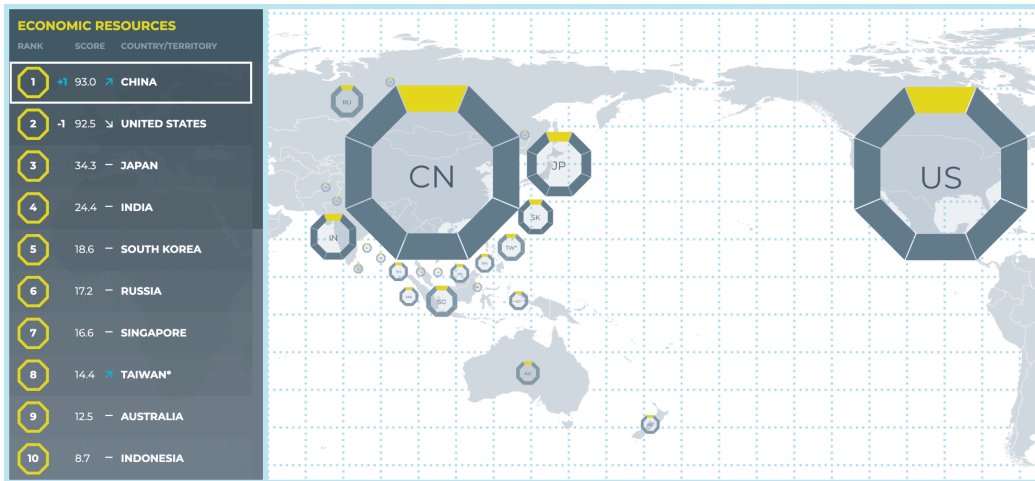 ECONOMIC RESOURCES
RANK SCORE COUNTRY/TERRITORY
1 +1 93.0 ↗ CHINA
2 -1 92.5 ↘ UNITED STATES
3 34.3 – JAPAN
4 24.4 – INDIA
5 18.6 – SOUTH KOREA
6 17.2 – RUSSIA
7 16.6 – SINGAPORE
8 14.4 ↗ TAIWAN*
9 12.5 – AUSTRALIA
10 8.7 – INDONESIA
RU
CN
JP
US
SK
IN
TW*
SG
AU